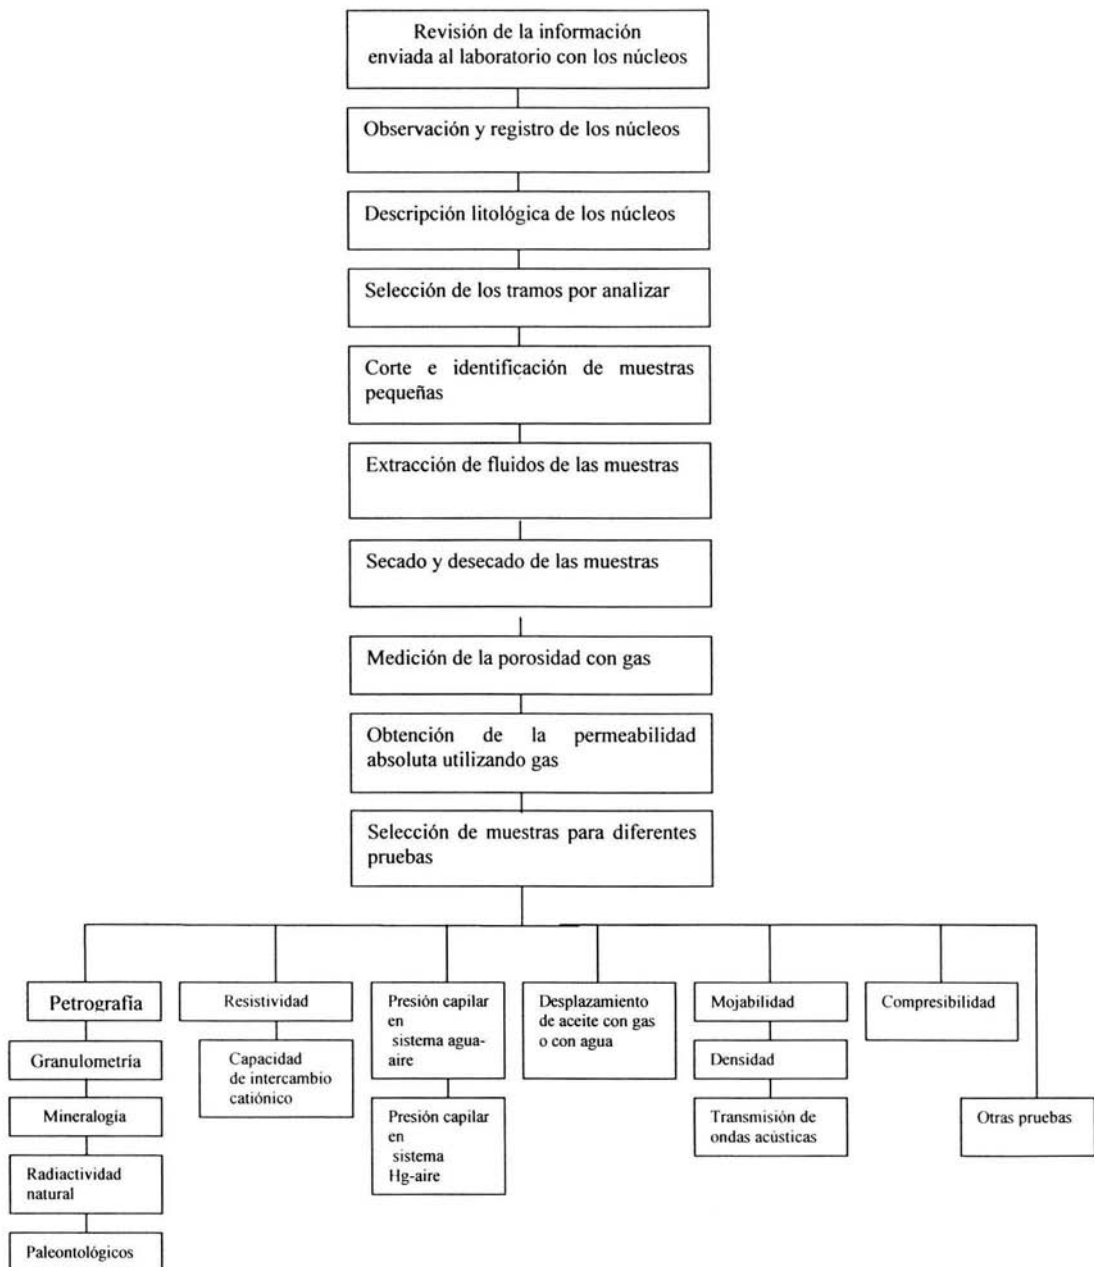 Revisión de la información
enviada al laboratorio con los núcleos
Observación y registro de los núcleos
Descripción litológica de los núcleos
Selección de los tramos por analizar
Corte e identificación de muestras
pequeñas
Extracción de fluidos de las muestras
Secado y desecado de las muestras
Medición de la porosidad con gas
Obtención de la permeabilidad
absoluta utilizando gas
Selección de muestras para diferentes
pruebas
Petrografía
Granulometría
Mineralogía
Radiactividad
natural
Paleontológicos
Resistividad
Capacidad
de intercambio
catiónico
Presión capilar
en
sistema agua-
aire
Presión capilar
en
sistema
Hg-aire
Desplazamiento
de aceite con gas
o con agua
Mojabilidad
Densidad
Transmisión de
ondas acústicas
Compresibilidad
Otras pruebas